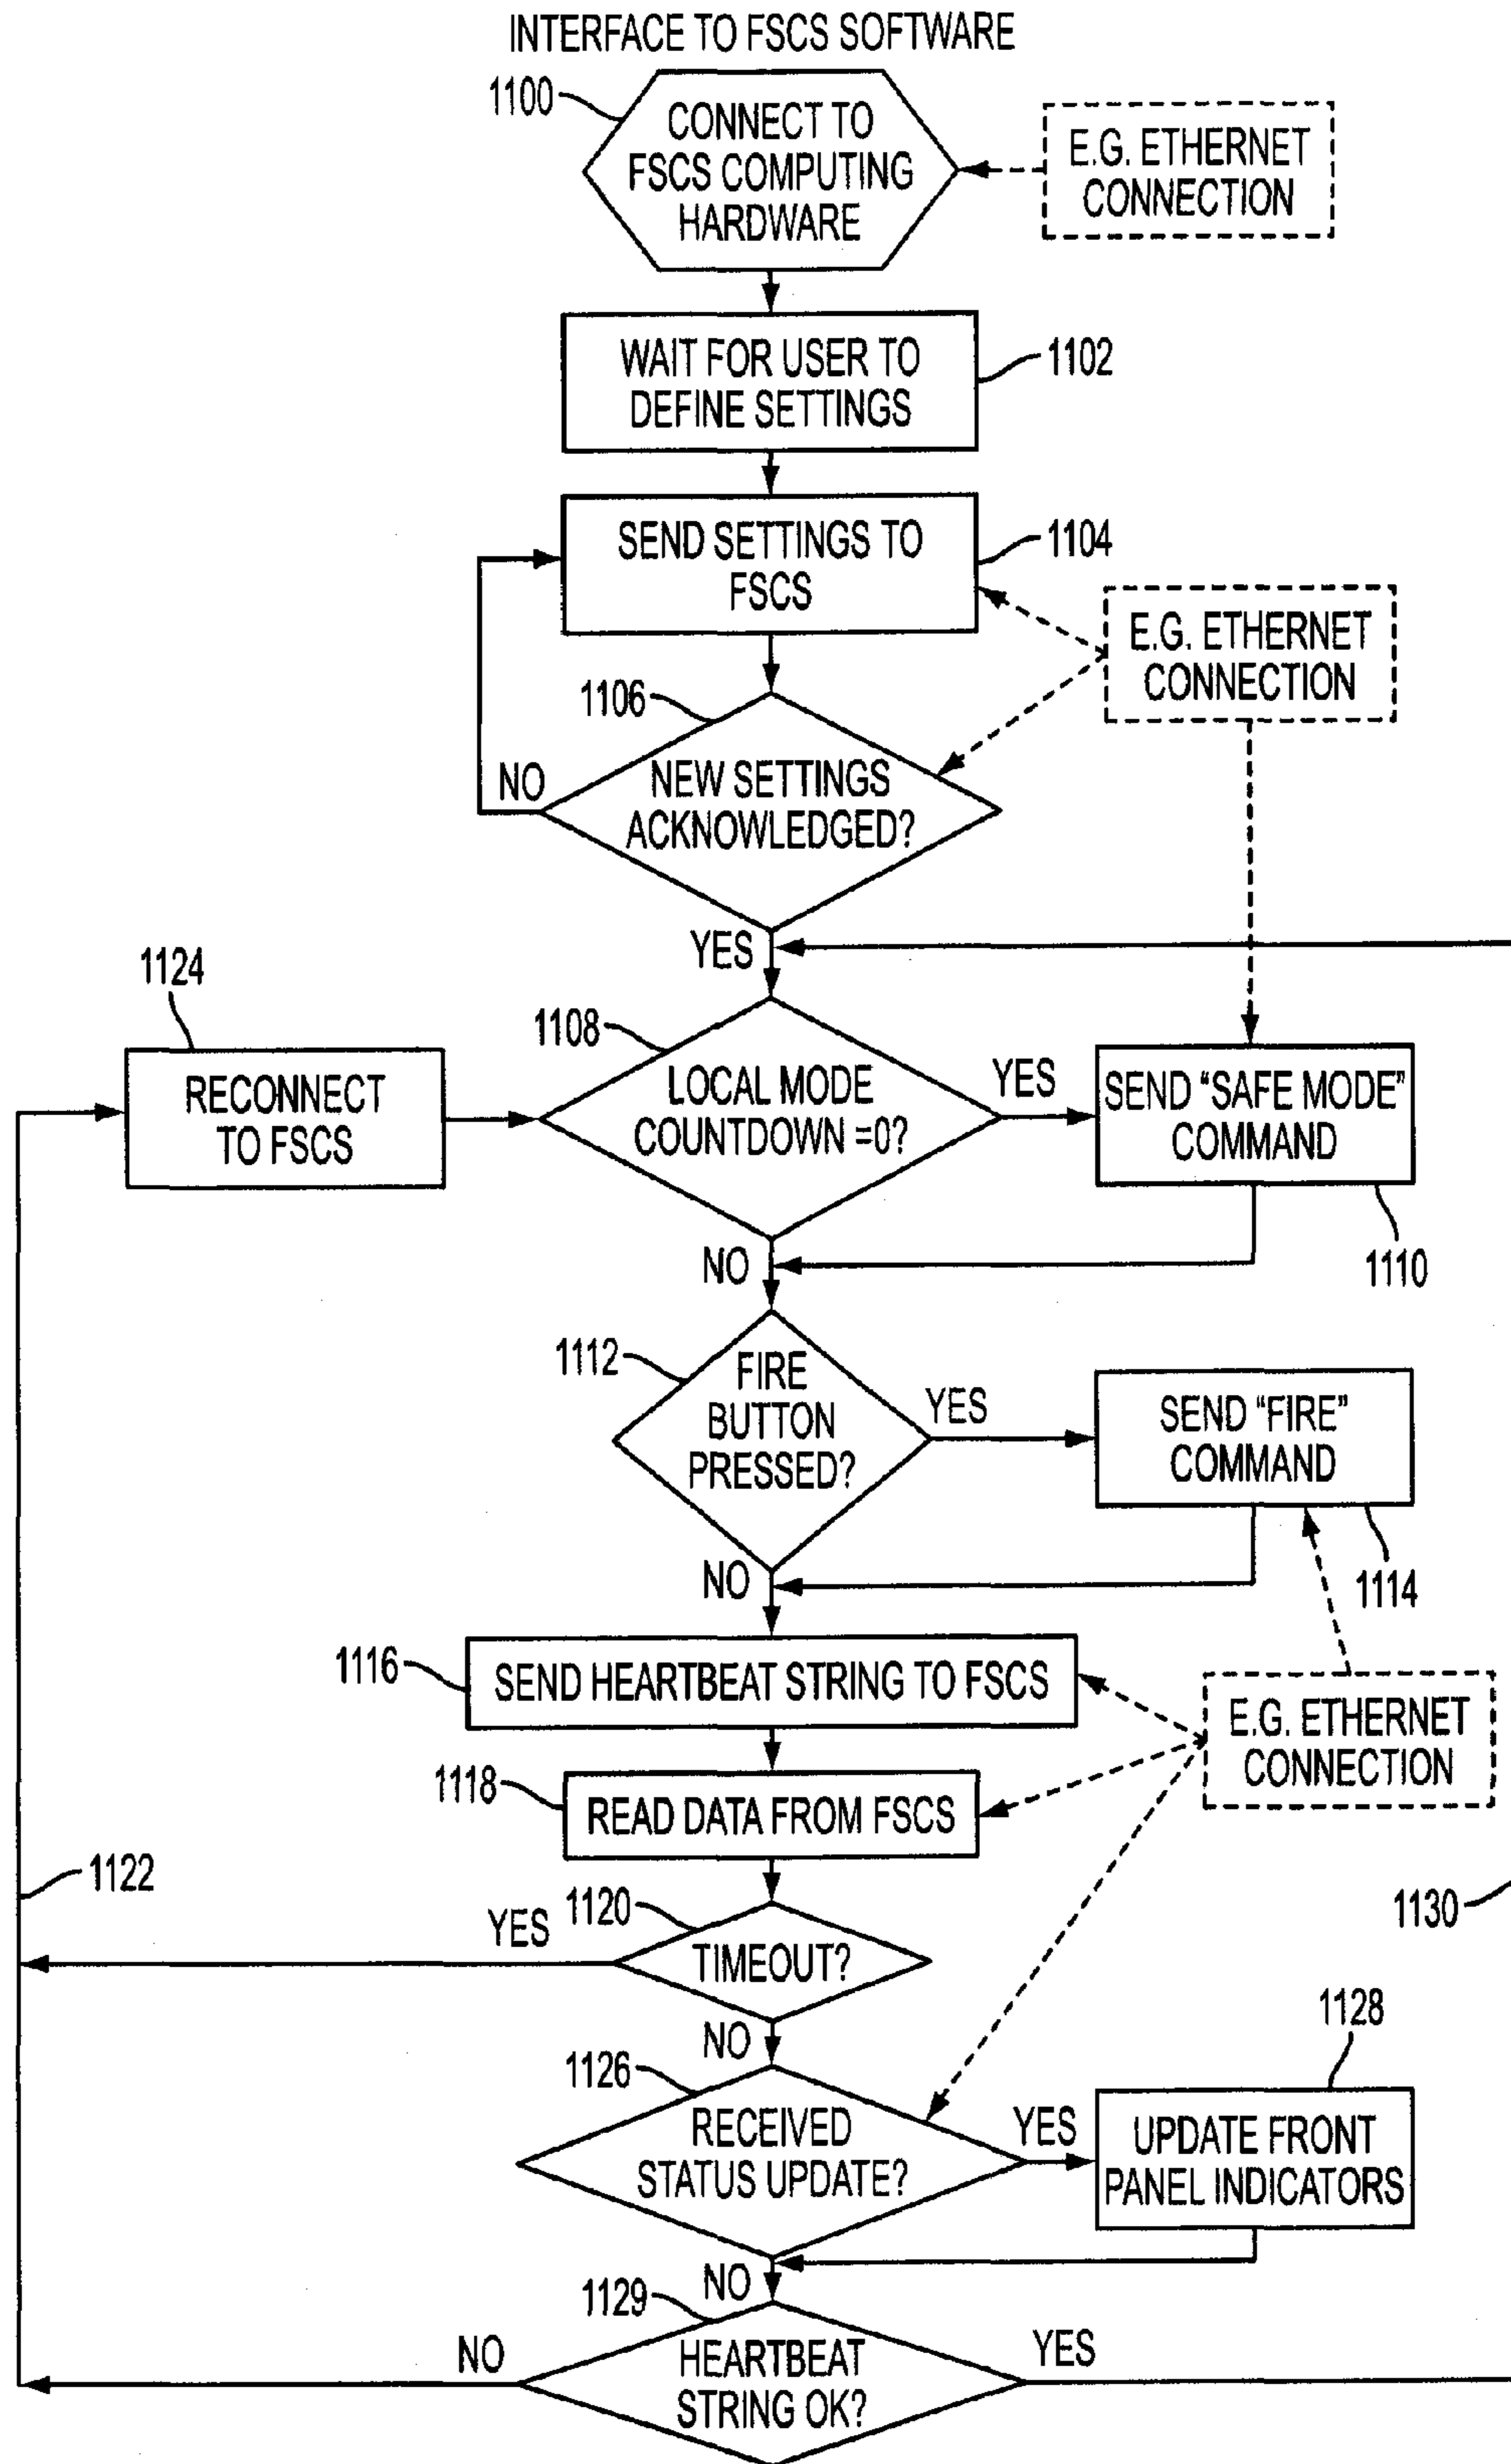 INTERFACE TO FSCS SOFTWARE
1100
CONNECT TO
FSCS COMPUTING
HARDWARE
E.G. ETHERNET
CONNECTION
WAIT FOR USER TO
DEFINE SETTINGS
1102
SEND SETTINGS TO
FSCS
1104
E.G. ETHERNET
CONNECTION
1106
NEW SETTINGS
ACKNOWLEDGED?
NO
YES
1124
RECONNECT
TO FSCS
1108
LOCAL MODE
COUNTDOWN =0?
YES
SEND “SAFE MODE”
COMMAND
1110
NO
1112
FIRE
BUTTON
PRESSED?
YES
SEND “FIRE”
COMMAND
1114
NO
1116
SEND HEARTBEAT STRING TO FSCS
E.G. ETHERNET
CONNECTION
1118
READ DATA FROM FSCS
1122
1120
YES
TIMEOUT?
1130
NO
1126
RECEIVED
STATUS UPDATE?
YES
1128
UPDATE FRONT
PANEL INDICATORS
NO
1129
HEARTBEAT
STRING OK?
NO
YES